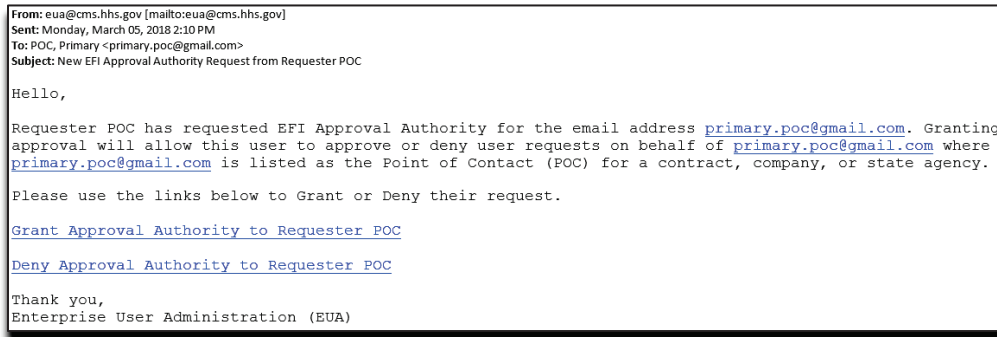 From: eua@cms.hhs.gov [mailto:eua@cms.hhs.gov]
Sent: Monday, March 05, 2018 2:10 PM
To: POC, Primary <primary.poc@gmail.com>
Subject: New EFI Approval Authority Request from Requester POC
Hello,
Requester POC has requested EFI Approval Authority for the email address primary.poc@gmail.com. Granting
approval will allow this user to approve or deny user requests on behalf of primary.poc@gmail.com where
primary.poc@gmail.com is listed as the Point of Contact (POC) for a contract, company, or state agency.
Please use the links below to Grant or Deny their request.
Grant Approval Authority to Requester POC
Deny Approval Authority to Requester POC
Thank you,
Enterprise User Administration (EUA)